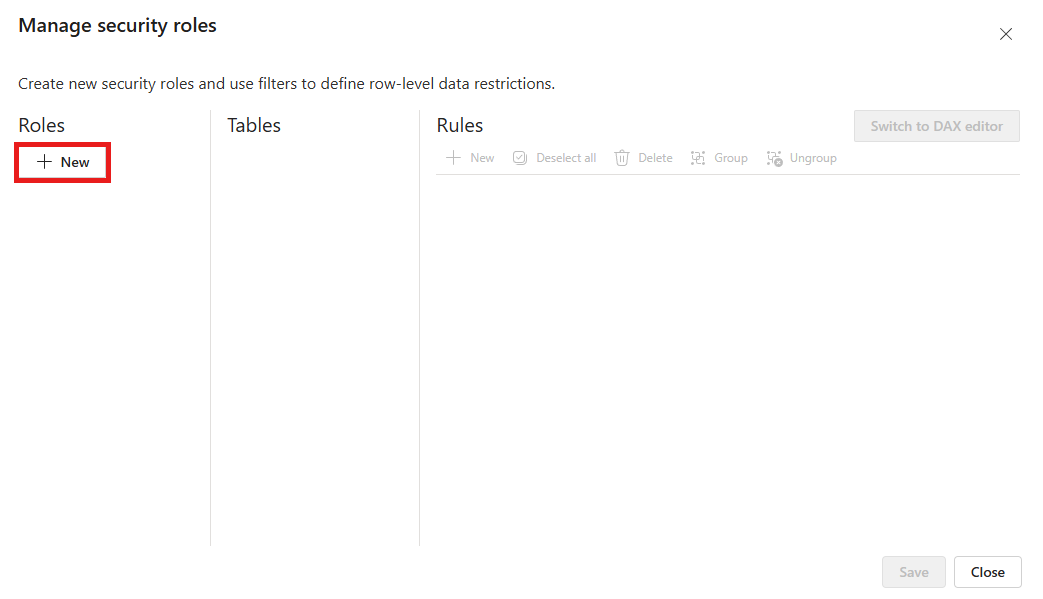 Manage security roles
Create new security roles and use filters to define row-level data restrictions.
Roles
New
Tables
Rules
Switch to DAX editor
New
Deselect all
Delete
Group
Ungroup
Save
Close